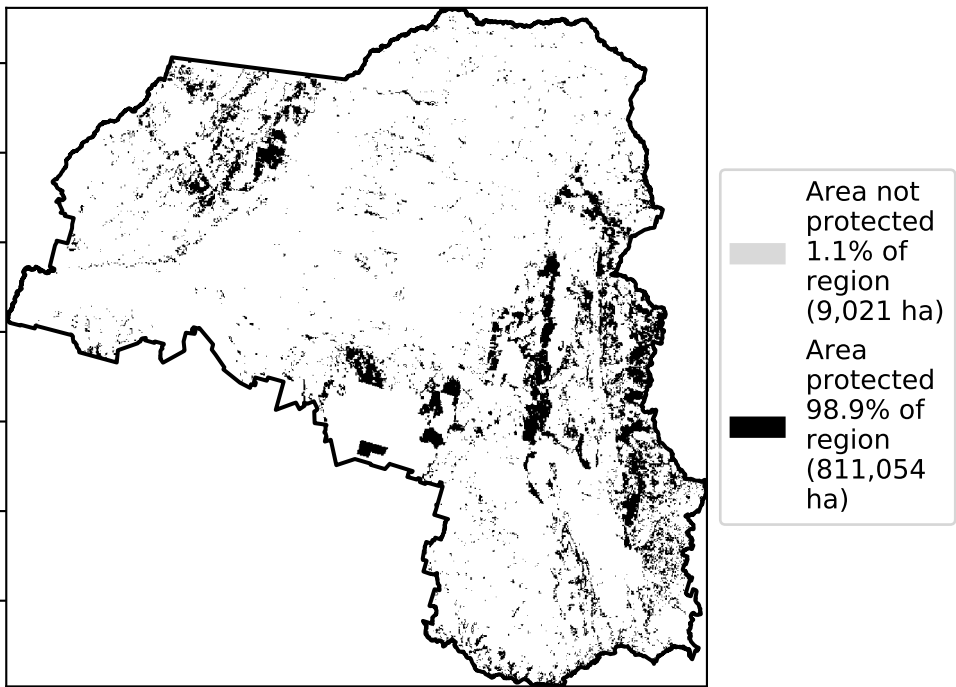 Area not
protected
1.1% of
region
(9,021 ha)
Area
protected
98.9% of
region
(811,054
ha)